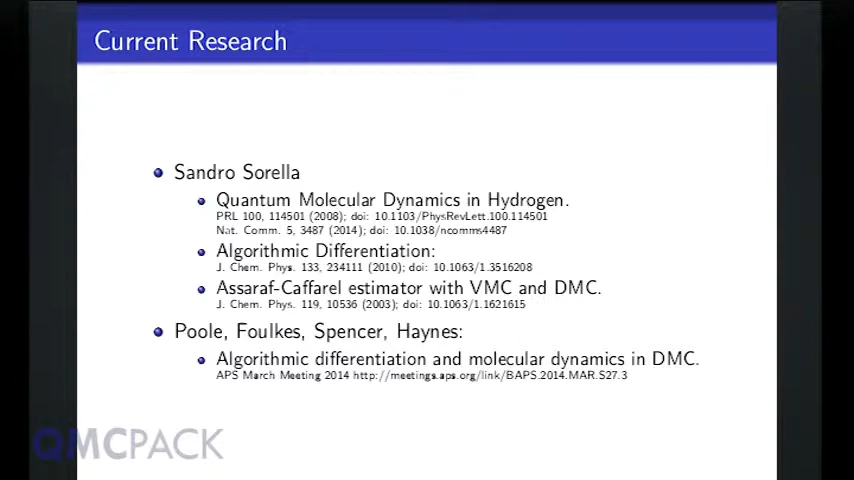 Current Research
Sandro Sorella
Quantum Molecular Dynamics in Hydrogen.
PRL 100, 114501 (2008); doi: 10.1103/PhysRevLett.100.114501
Nat. Comm. 5, 3487 (2014); doi: 10.1038/ncomms4487
Algorithmic Differentiation:
J. Chem. Phys. 133, 234111 (2010); doi: 10.1063/1.3516208
Assaraf-Caffarel estimator with VMC and DMC.
J. Chem. Phys. 119, 10536 (2003); doi: 10.1063/1.1621615
Poole, Foulkes, Spencer, Haynes:
Algorithmic differentiation and molecular dynamics in DMC.
APS March Meeting 2014 http://meetings.aps.org/link/BAPS.2014.MAR.S27.3
QMCPACK